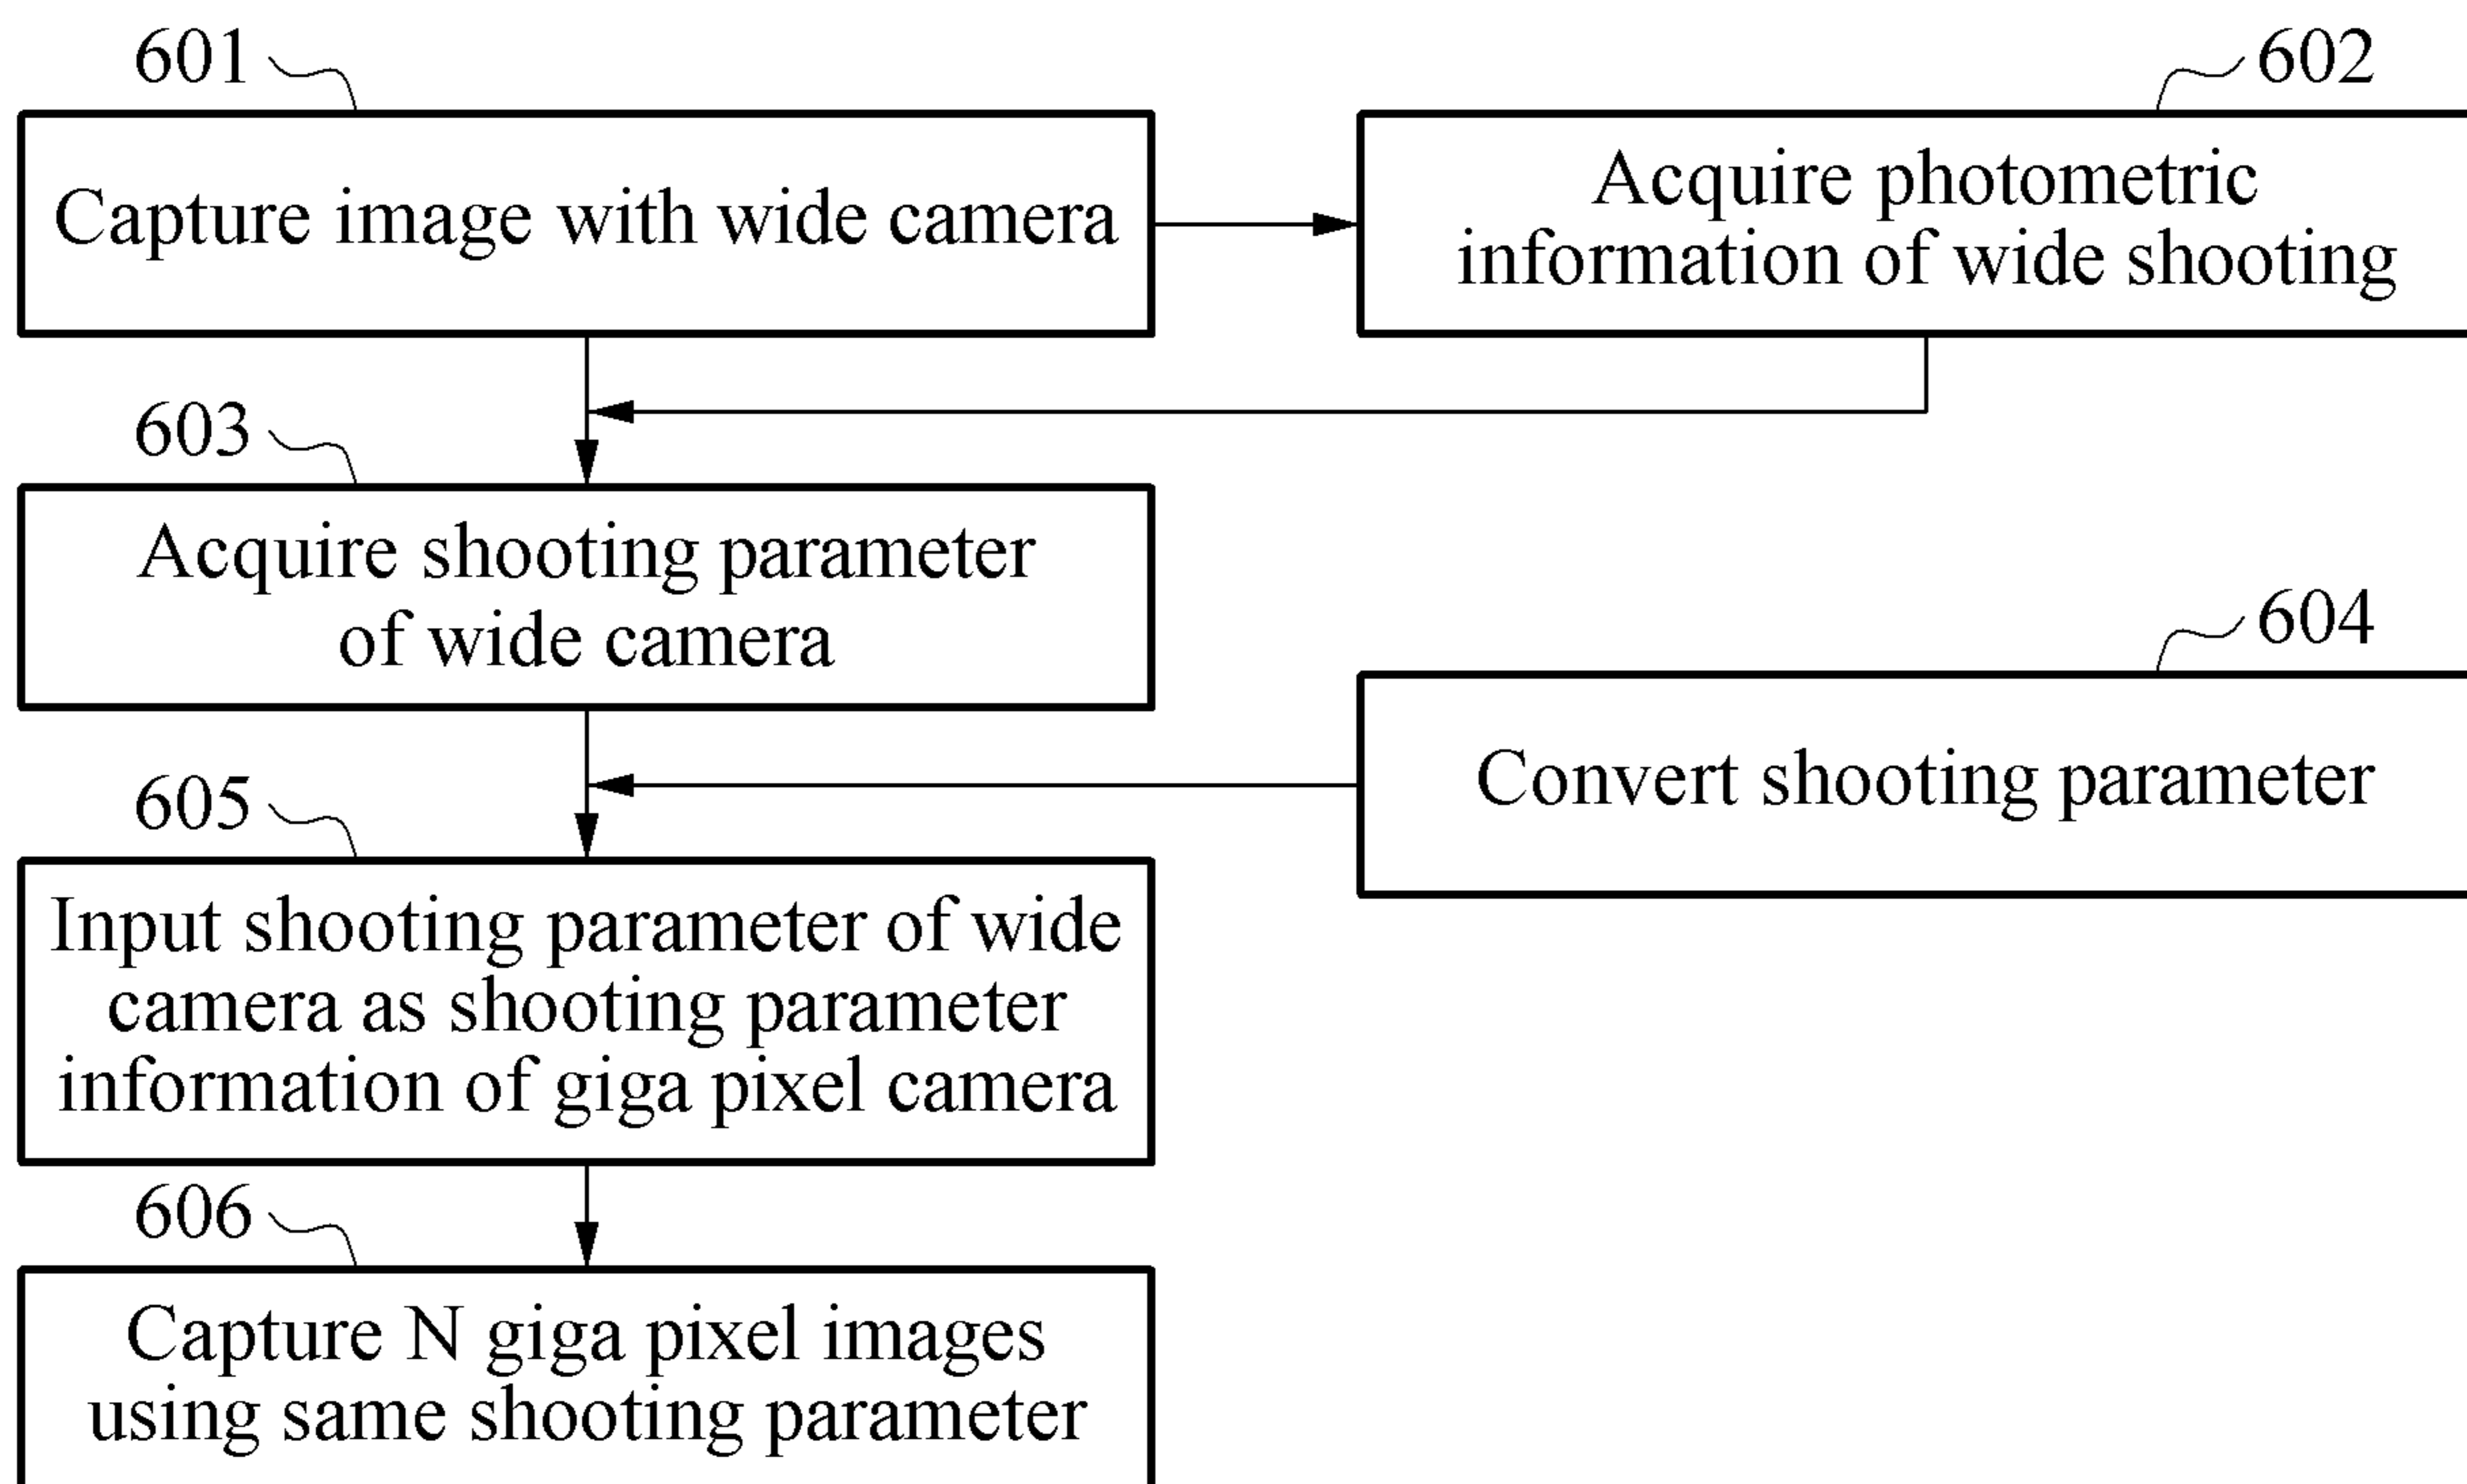 601
602
Capture image with wide camera
Acquire photometric
information of wide shooting
603
Acquire shooting parameter
of wide camera
604
Convert shooting parameter
605
Input shooting parameter of wide
camera as shooting parameter
information of giga pixel camera
606
Capture N giga pixel images
using same shooting parameter